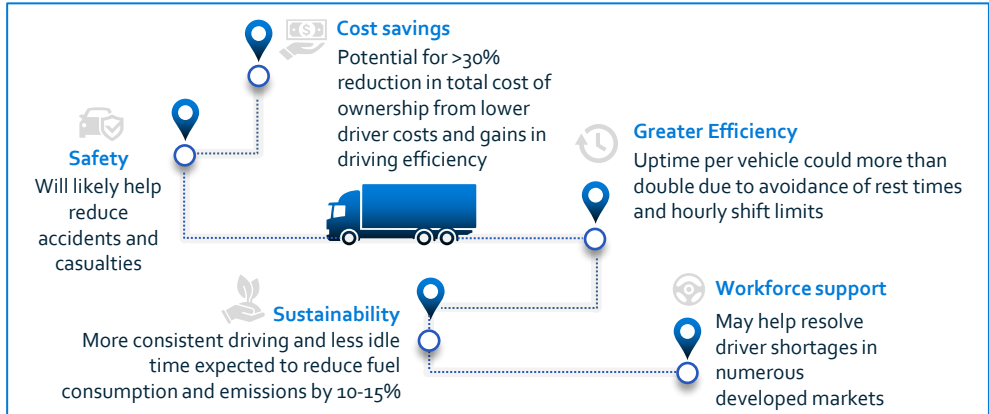 Cost savings
Potential for >30%
reduction in total cost of
ownership from lower
driver costs and gains in
driving efficiency
Safety
Will likely help
reduce
accidents and
casualties
Greater Efficiency
Uptime per vehicle could more than
double due to avoidance of rest times
and hourly shift limits
Sustainability
More consistent driving and less idle
time expected to reduce fuel
consumption and emissions by 10-15%
Workforce support
May help resolve
driver shortages in
numerous
developed markets